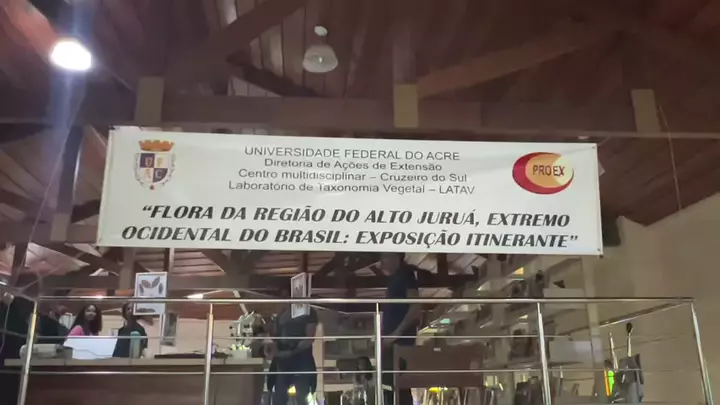 UNIVERSIDADE FEDERAL DO ACRE
Diretoria de Ações de Extensão
Centro multidisciplinar – Cruzeiro do Sul
Laboratório de Taxonomia Vegetal – LATAV
PROEX
"FLORA DA REGIÃO DO ALTO JURUÁ, EXTREMO
OCIDENTAL DO BRASIL: EXPOSIÇÃO ITINERANTE"